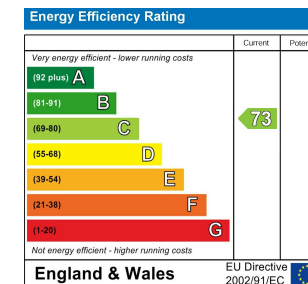 Energy Efficiency Rating
Current Poten
Very energy efficient - lower running costs
(92 plus) A
(81-91) B
(69-80) C
73
(55-68) D
(39-54) E
(21-38) F
(1-20) G
Not energy efficient - higher running costs
England & Wales
EU Directive
2002/91/EC